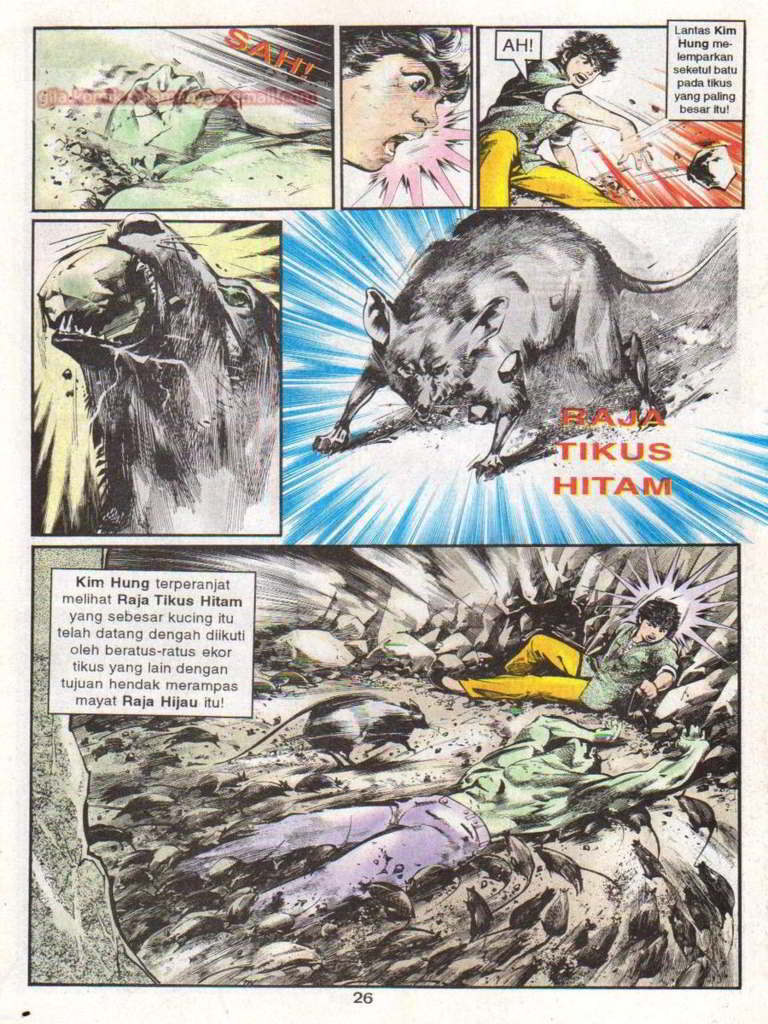 SAH!
AH!
Lantas Kim
Hung me-
lemparkan
seketul batu
pada tikus
yang paling
besar itu!
RAJA
TIKUS
HITAM
Kim Hung terperanjat
melihat Raja Tikus Hitam
yang sebesar kucing itu
telah datang dengah diikuti
oleh beratus-ratus ekor
tikus yang lain dengan
tujuan hendak merampas
mayat Raja Hijau itu!
26